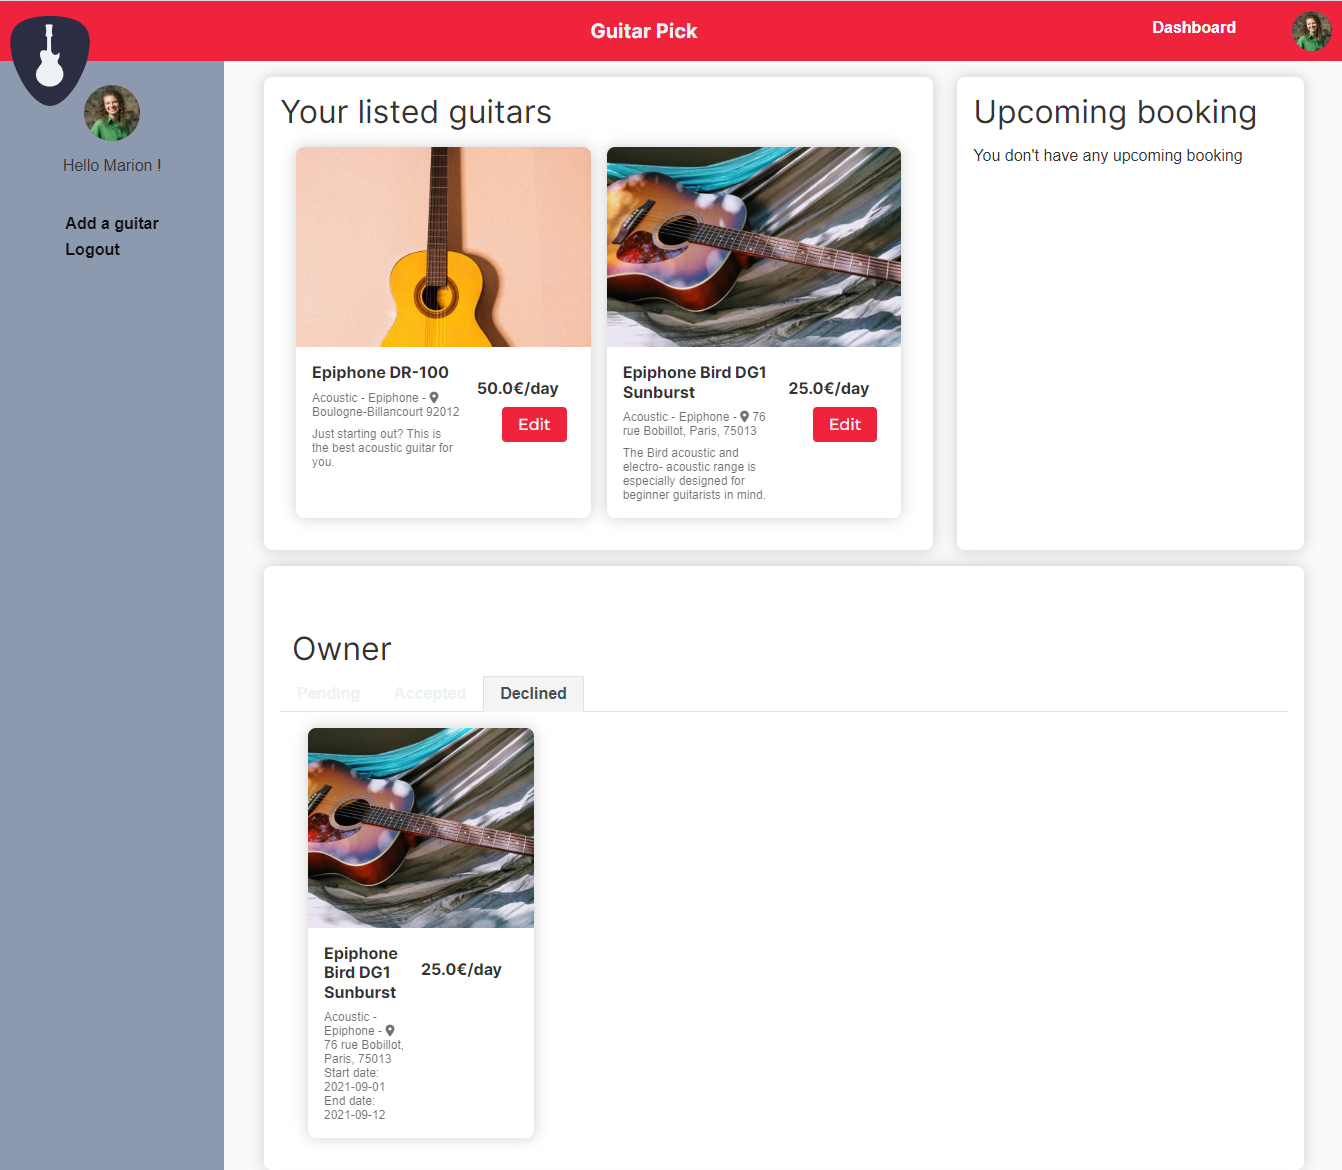 Guitar Pick
Dashboard
Hello Marion !
Add a guitar
Logout
Your listed guitars
Epiphone DR-100
50.0€/day
Acoustic - Epiphone -
Boulogne-Billancourt 92012
Edit
Just starting out? This is
the best acoustic guitar for
you.
Epiphone Bird DG1
Sunburst
25.0€/day
Acoustic - Epiphone - 76
rue Bobillot, Paris, 75013
Edit
The Bird acoustic and
electro- acoustic range is
especially designed for
beginner guitarists in mind.
Upcoming booking
You don't have any upcoming booking
Owner
Pending Accepted Declined
Epiphone
Bird DG1
Sunburst
25.0€/day
Acoustic -
Epiphone -
76 rue Bobillot,
Paris, 75013
Start date:
2021-09-01
End date:
2021-09-12